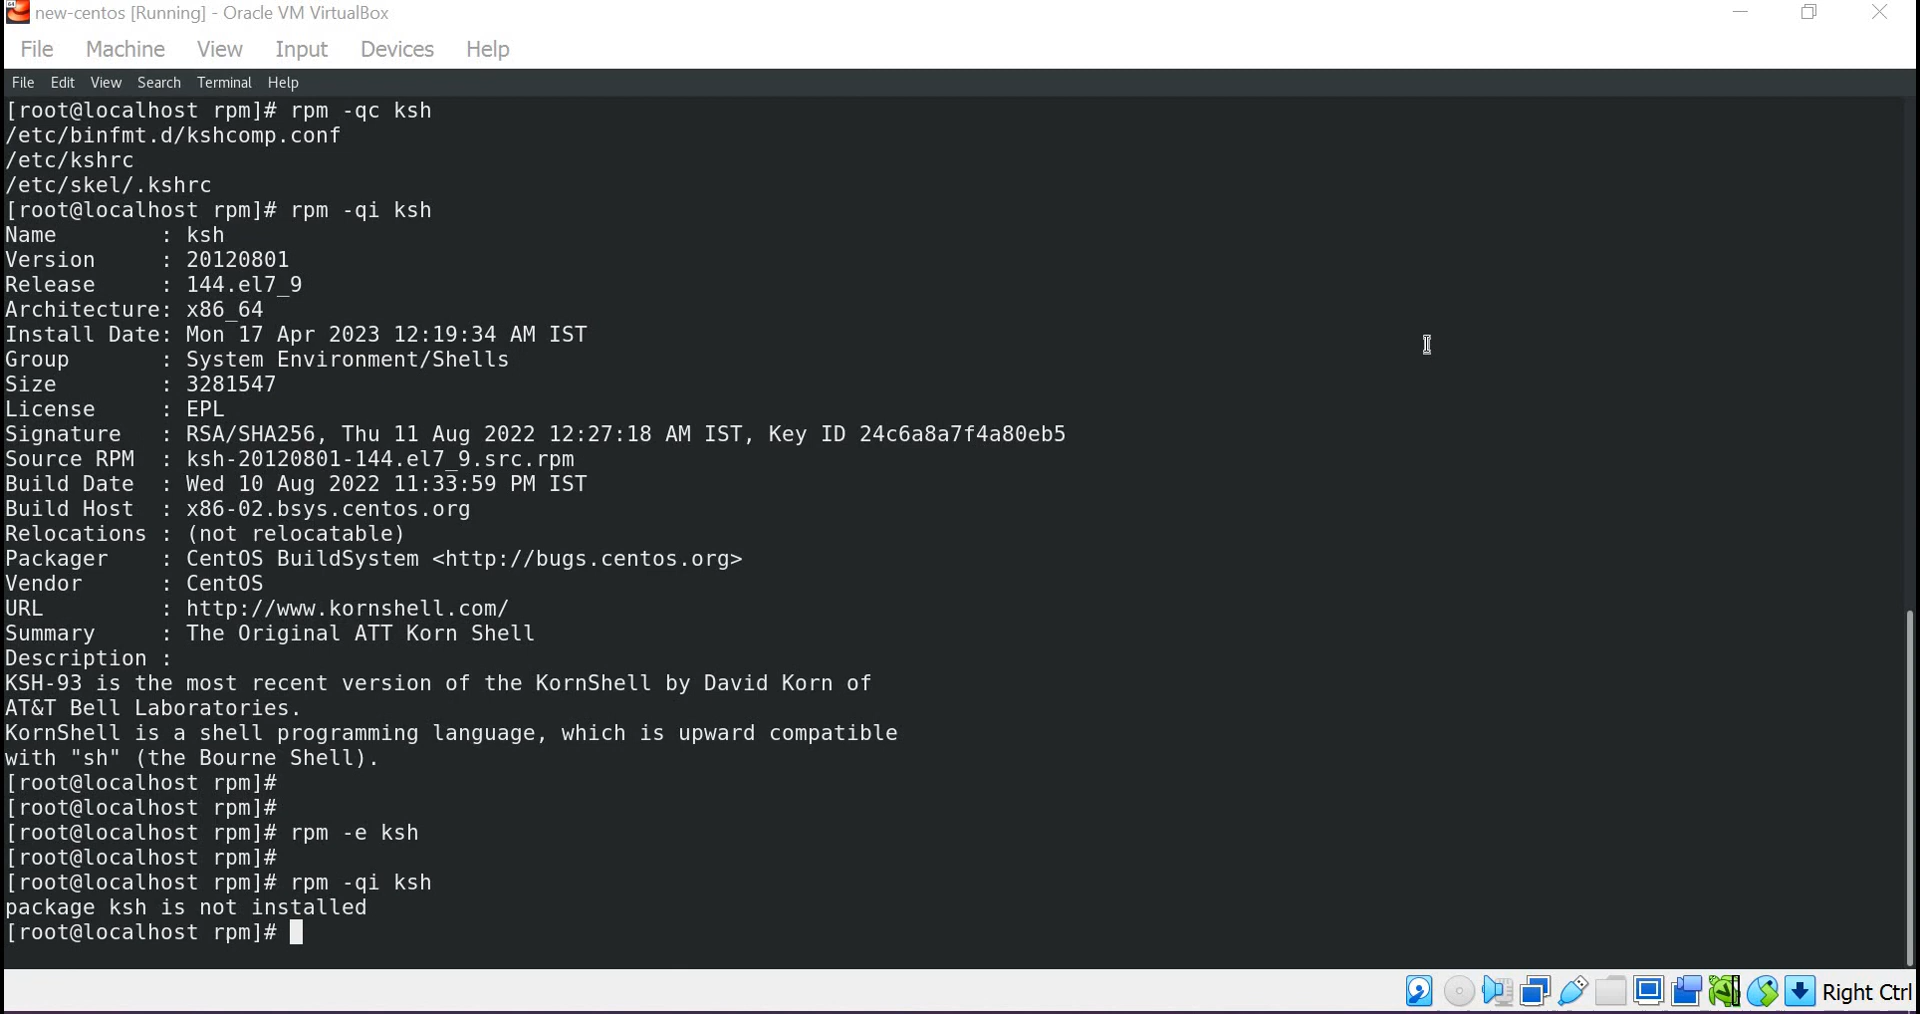 new-centos [Running] - Oracle VM VirtualBox
File Machine View Input Devices Help
File Edit View Search Terminal Help
[root@localhost rpm]# rpm -qc ksh
/etc/binfmt.d/kshcomp.conf
/etc/kshrc
/etc/skel/.kshrc
[root@localhost rpm]# rpm -qi ksh
Name        : ksh
Version     : 20120801
Release     : 144.el7_9
Architecture: x86_64
Install Date: Mon 17 Apr 2023 12:19:34 AM IST
Group       : System Environment/Shells
Size        : 3281547
License     : EPL
Signature   : RSA/SHA256, Thu 11 Aug 2022 12:27:18 AM IST, Key ID 24c6a8a7f4a80eb5
Source RPM  : ksh-20120801-144.el7_9.src.rpm
Build Date  : Wed 10 Aug 2022 11:33:59 PM IST
Build Host  : x86-02.bsys.centos.org
Relocations : (not relocatable)
Packager    : CentOS BuildSystem <http://bugs.centos.org>
Vendor      : CentOS
URL         : http://www.kornshell.com/
Summary     : The Original ATT Korn Shell
Description :
KSH-93 is the most recent version of the KornShell by David Korn of
AT&T Bell Laboratories.
KornShell is a shell programming language, which is upward compatible
with "sh" (the Bourne Shell).
[root@localhost rpm]#
[root@localhost rpm]#
[root@localhost rpm]# rpm -e ksh
[root@localhost rpm]#
[root@localhost rpm]# rpm -qi ksh
package ksh is not installed
[root@localhost rpm]#
Right Ctrl